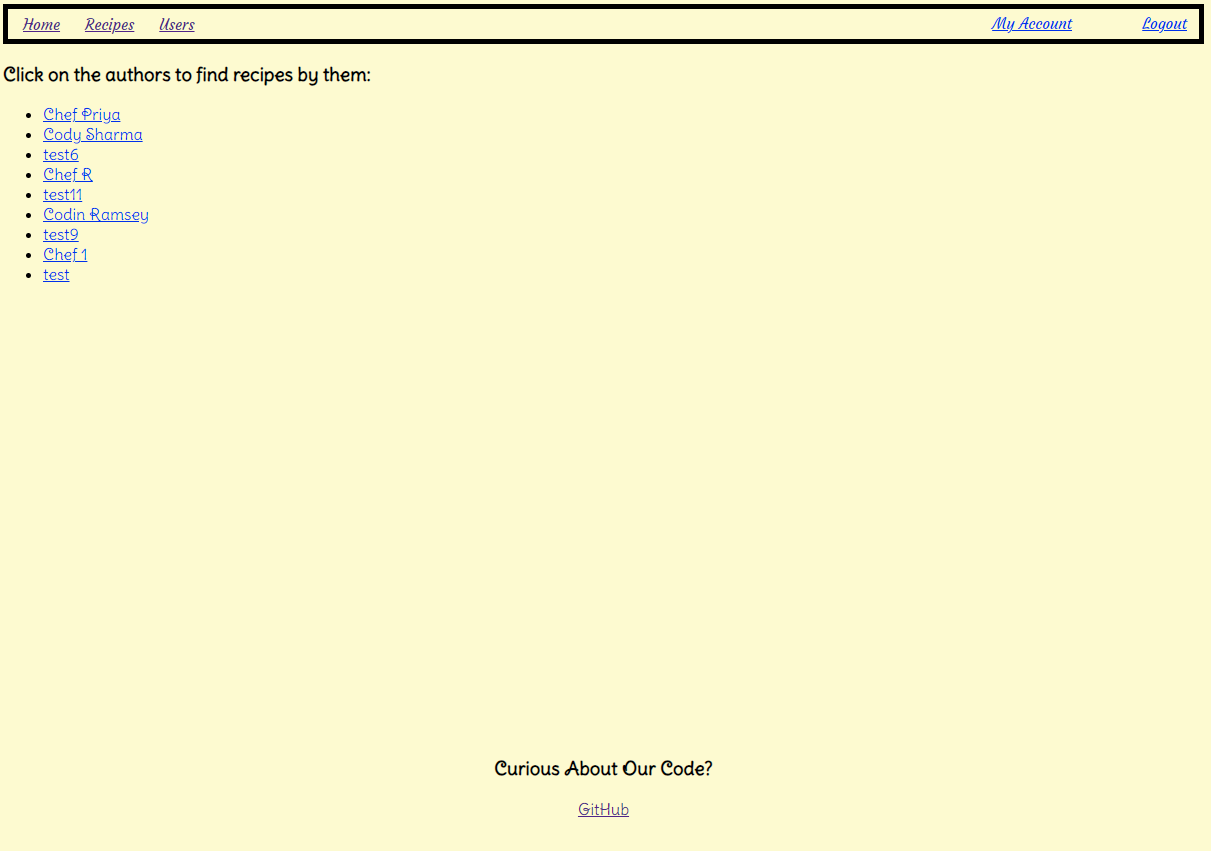 Home Recipes Users My Account Logout
Click on the authors to find recipes by them:
Chef Priya
Cody Sharma
test6
Chef R
test11
Codin Ramsey
test9
Chef 1
test
Curious About Our Code?
GitHub